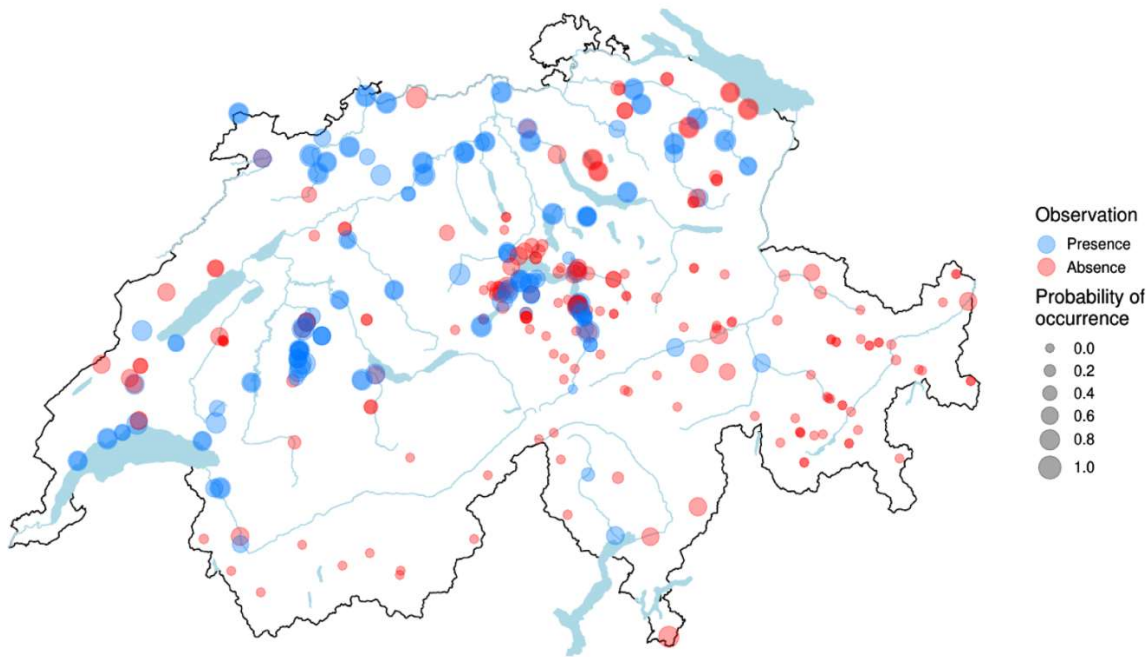 Observation
Presence
Absence
Probability of
occurrence
0.0
0.2
0.4
0.6
0.8
1.0